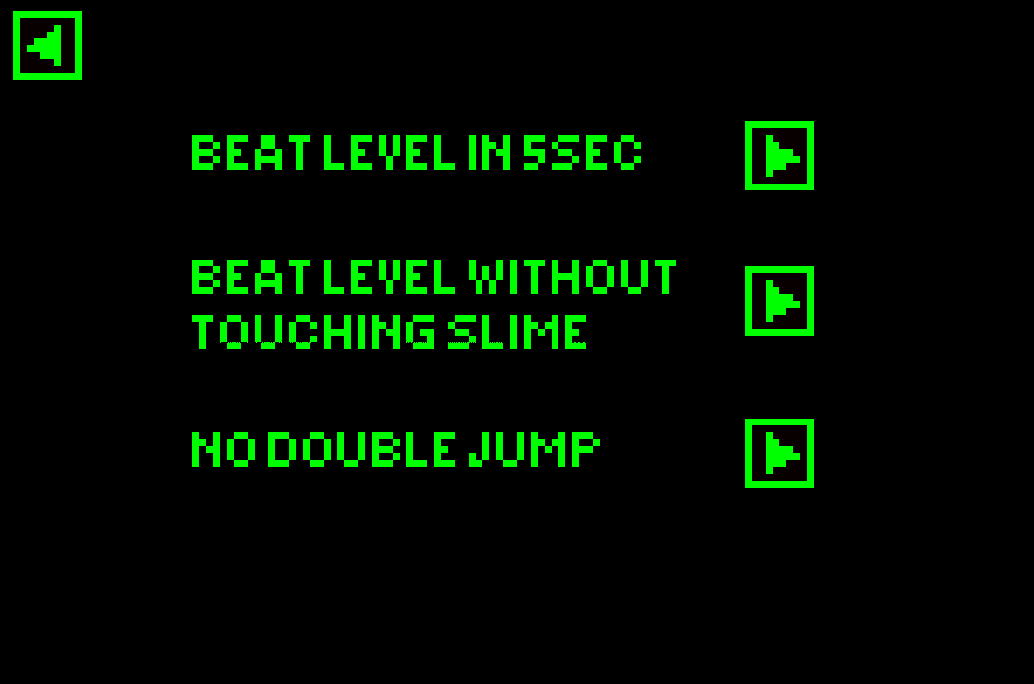 BEAT LEVEL IN 5SEC
BEAT LEVEL WITHOUT
TOUCHING SLIME
NO DOUBLE JUMP